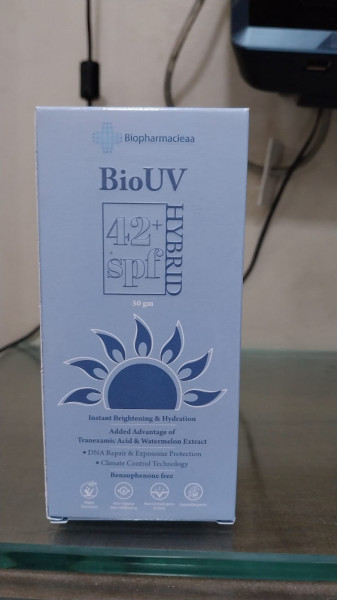 Biopharmacieaa
BioUV
42+
spf
HYBRID
50 gm
Instant Brightening & Hydration
Added Advantage of
Tranexamic Acid & Watermelon Extract
• DNA Repair & Exposome Protection
• Climate Control Technology
Benzophenone free